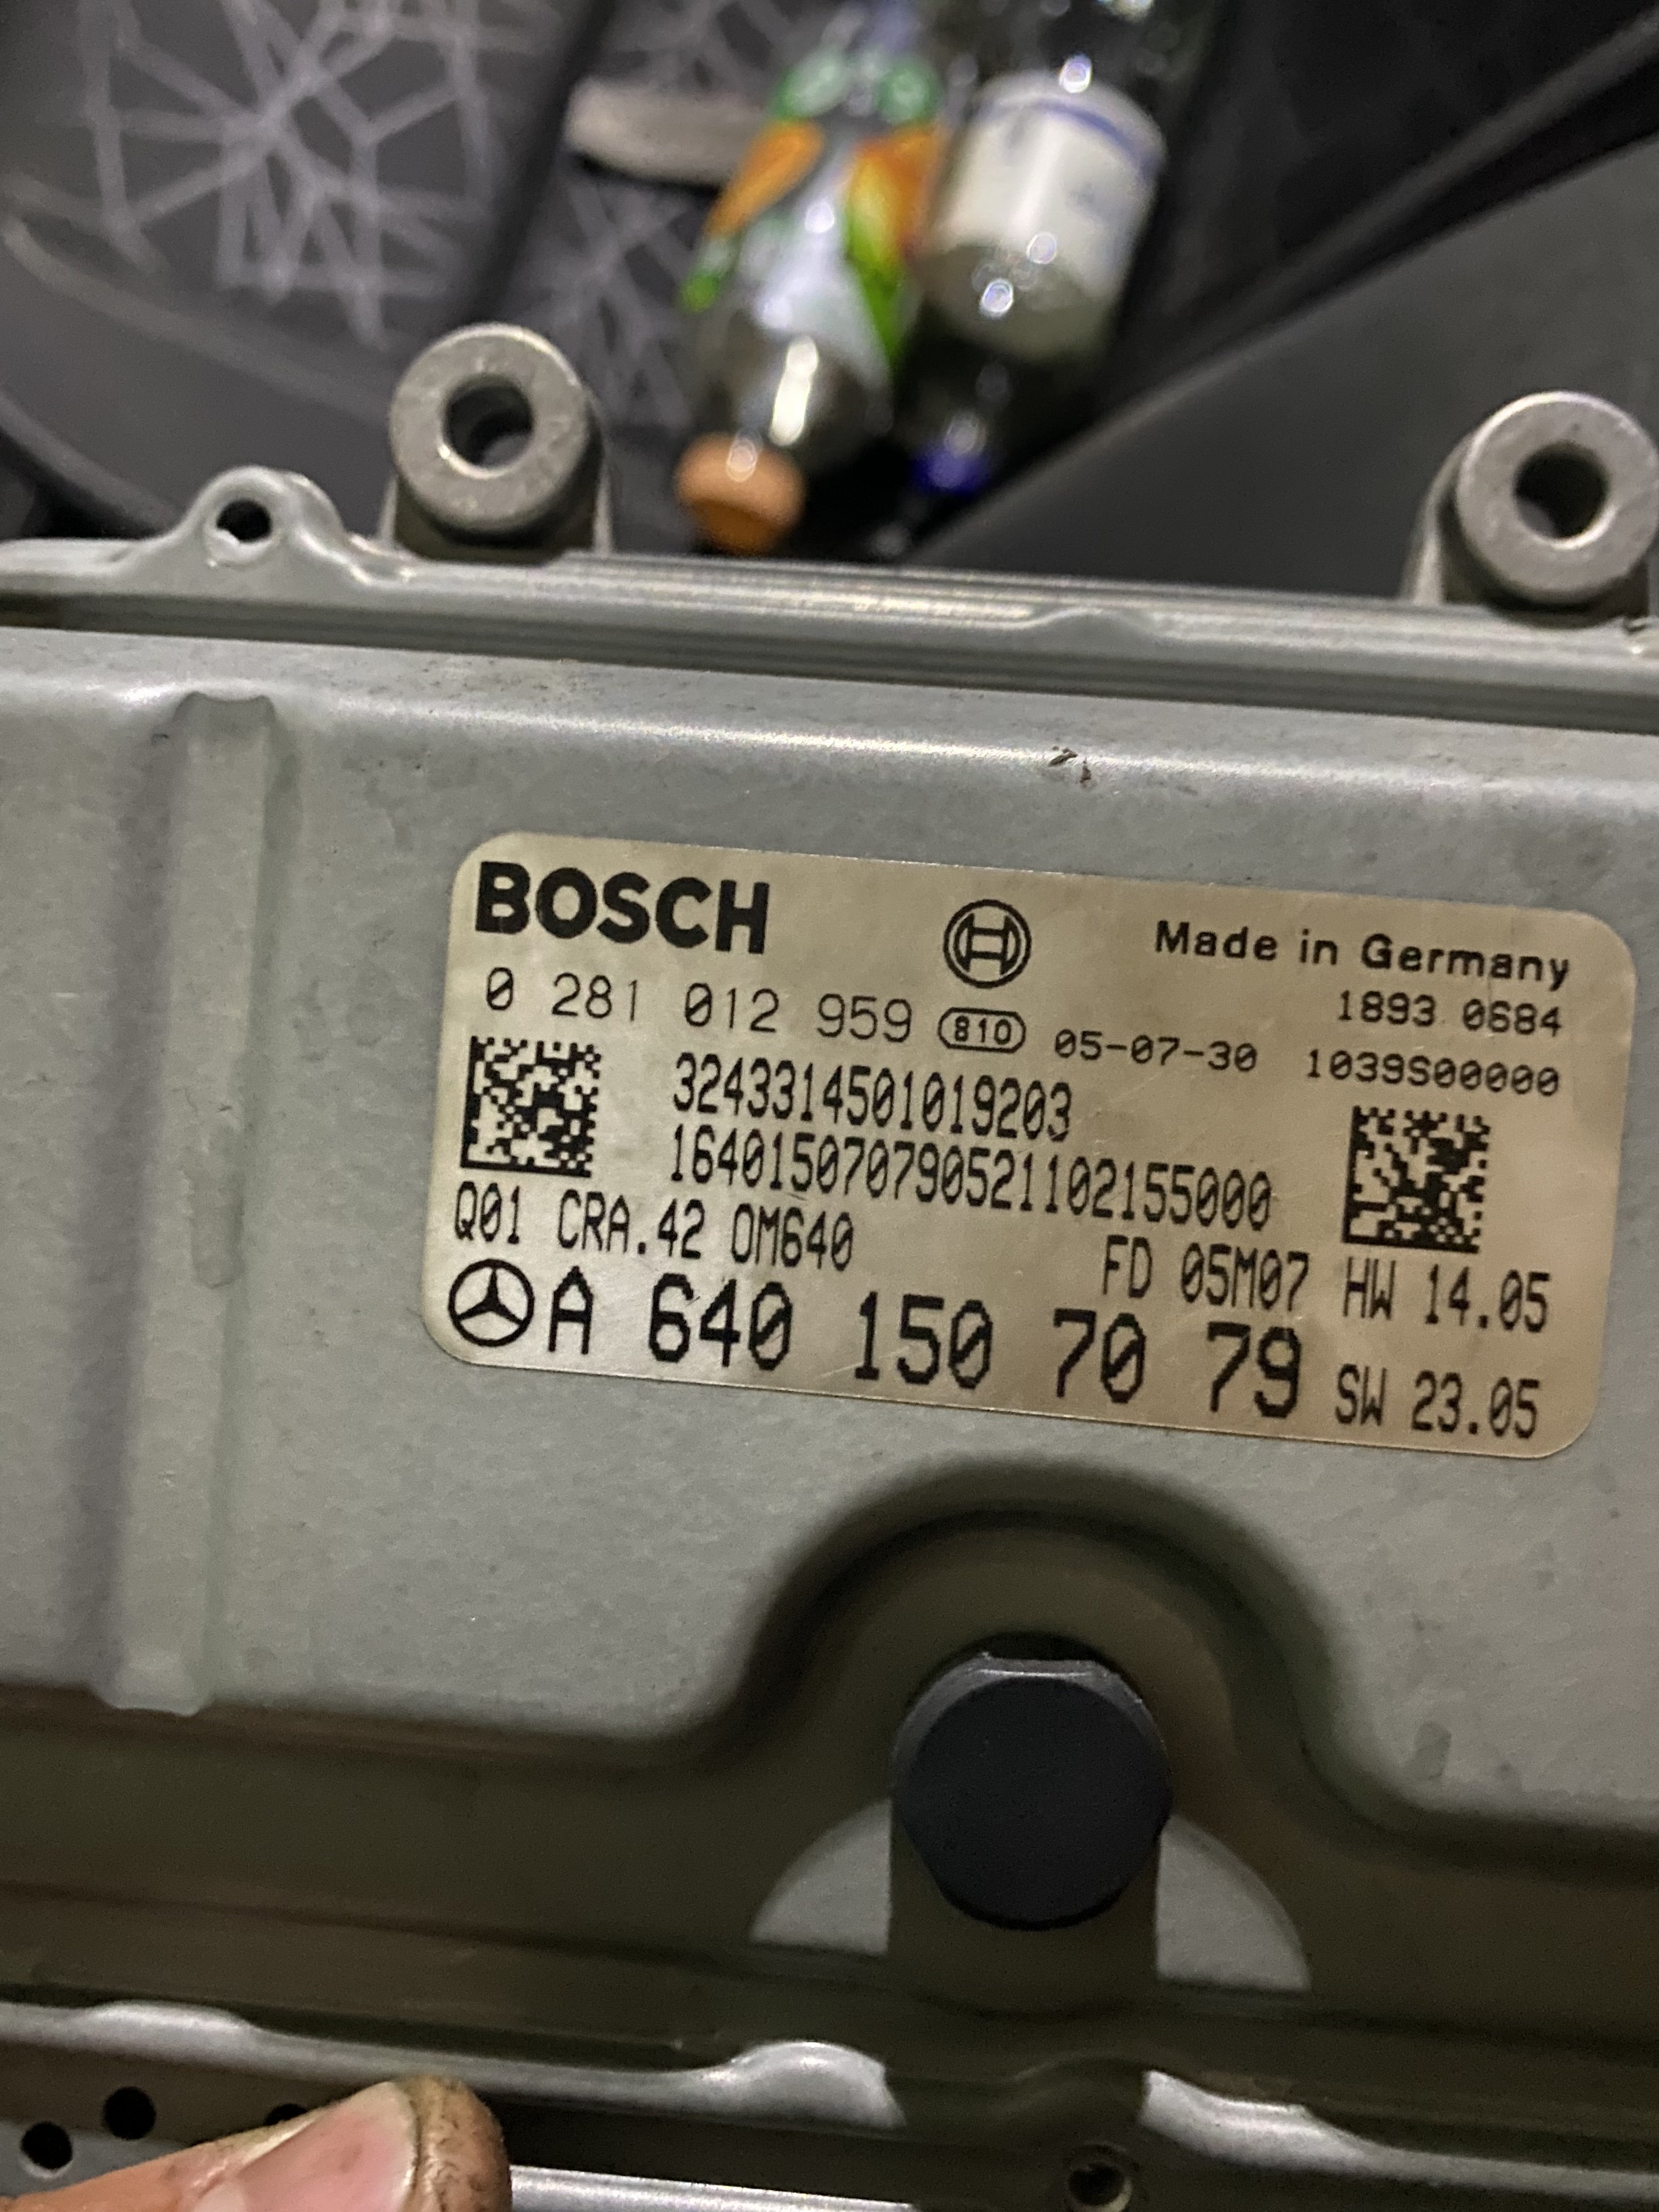 BOSCH
Made in Germany
0 281 012 959 810 05-07-30
1893 0684
1039S00000
3243314501019203
164015070790521102155000
Q01 CRA.42 OM640
FD 05M07 HW 14.05
A 640 150 70 79 SW 23.05